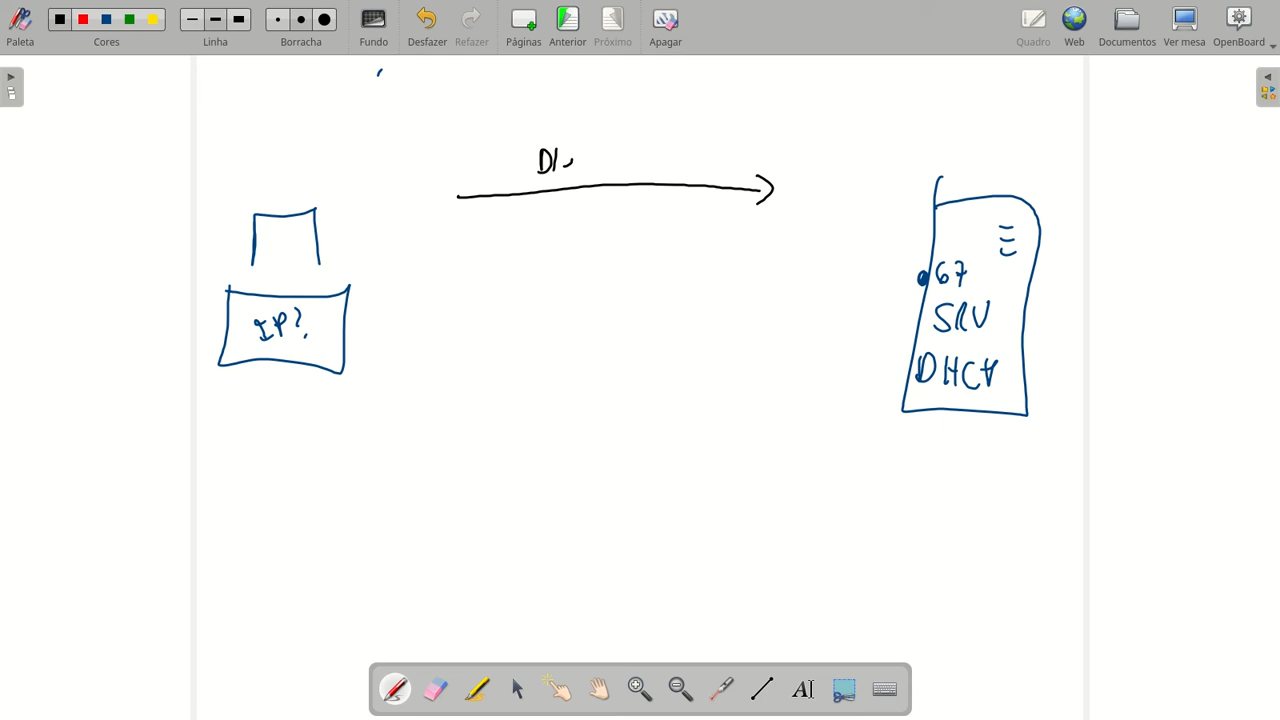 Paleta
Cores
Linha
Borracha
Fundo
Desfazer
Refazer
Páginas
Anterior
Próximo
Apagar
Quadro
Web
Documentos
Ver mesa
OpenBoard
IP?
67
SRV
DHCP